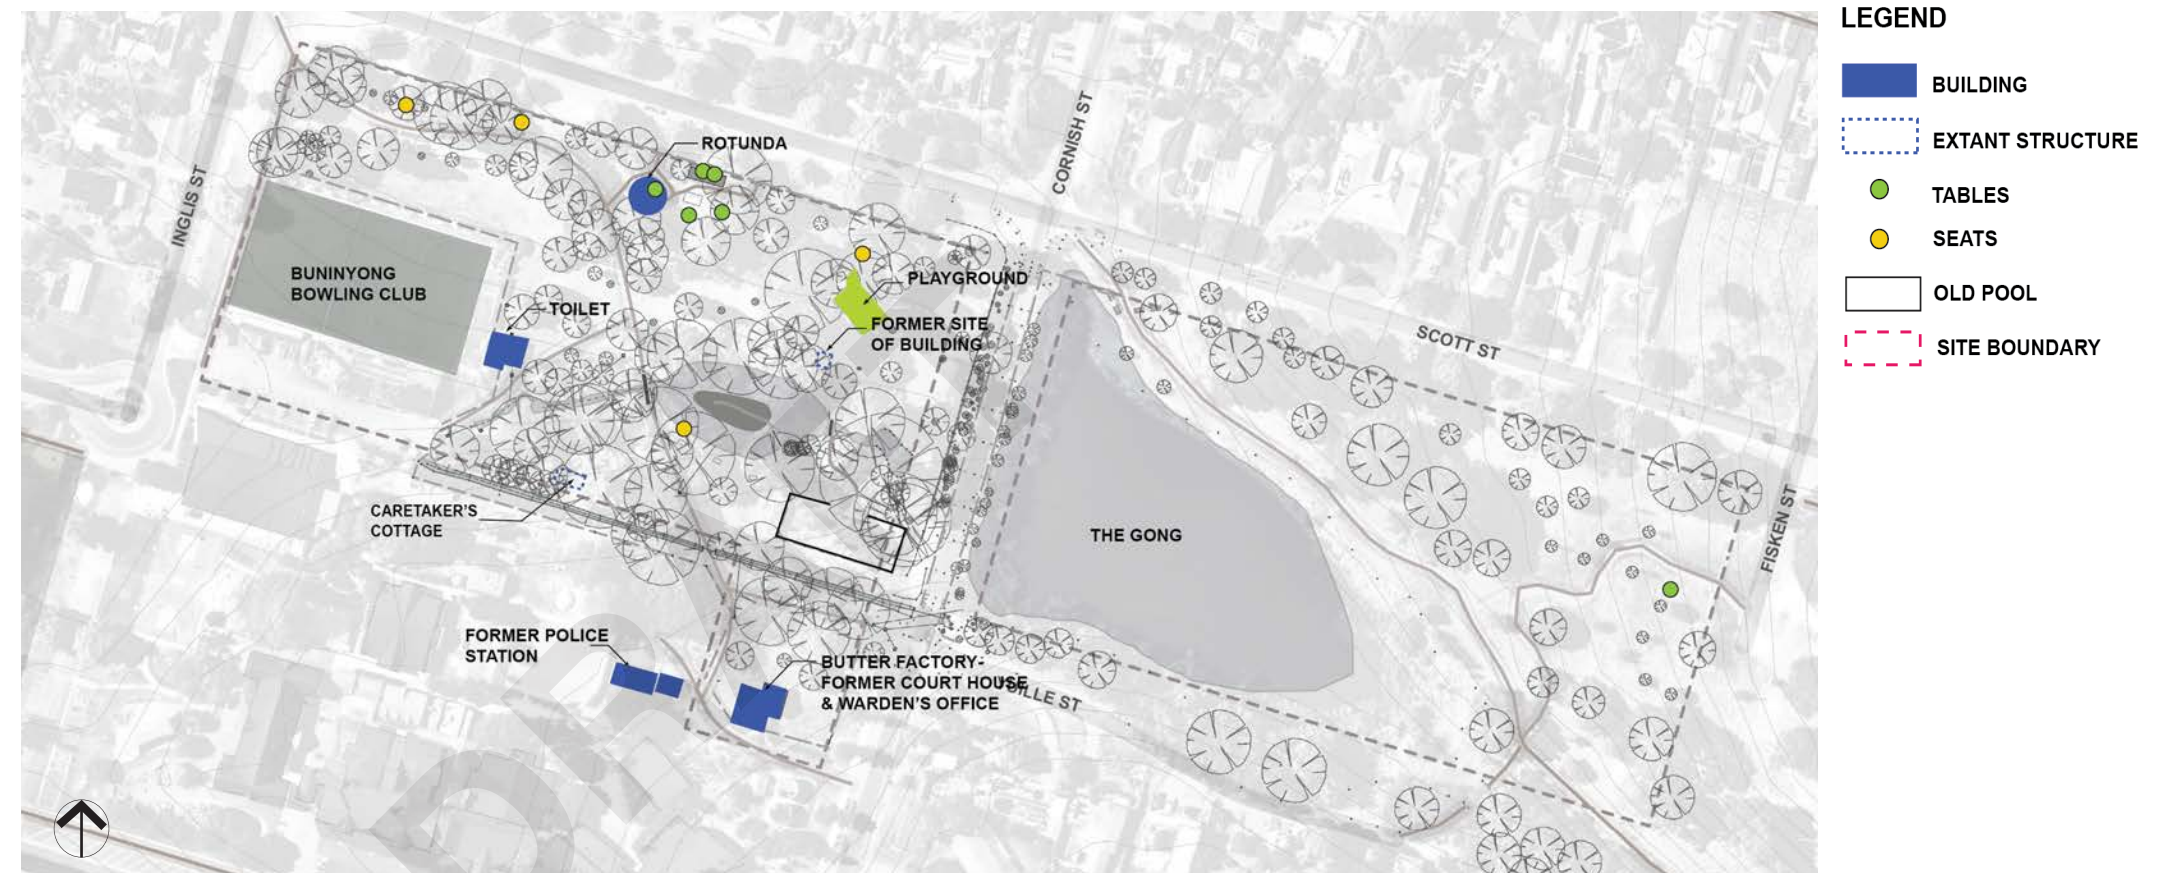 LEGEND
BUILDING
EXTANT STRUCTURE
TABLES
SEATS
OLD POOL
SITE BOUNDARY
CORNISH ST
ROTUNDA
INGLIS ST
BUNINYONG
BOWLING CLUB
PLAYGROUND
TOILET
FORMER SITE
OF BUILDING
SCOTT ST
CARETAKER'S
COTTAGE
THE GONG
FISKEN ST
FORMER POLICE
STATION
BUTTER FACTORY-
FORMER COURT HOUSE
& WARDEN'S OFFICE
ST
DRAFT